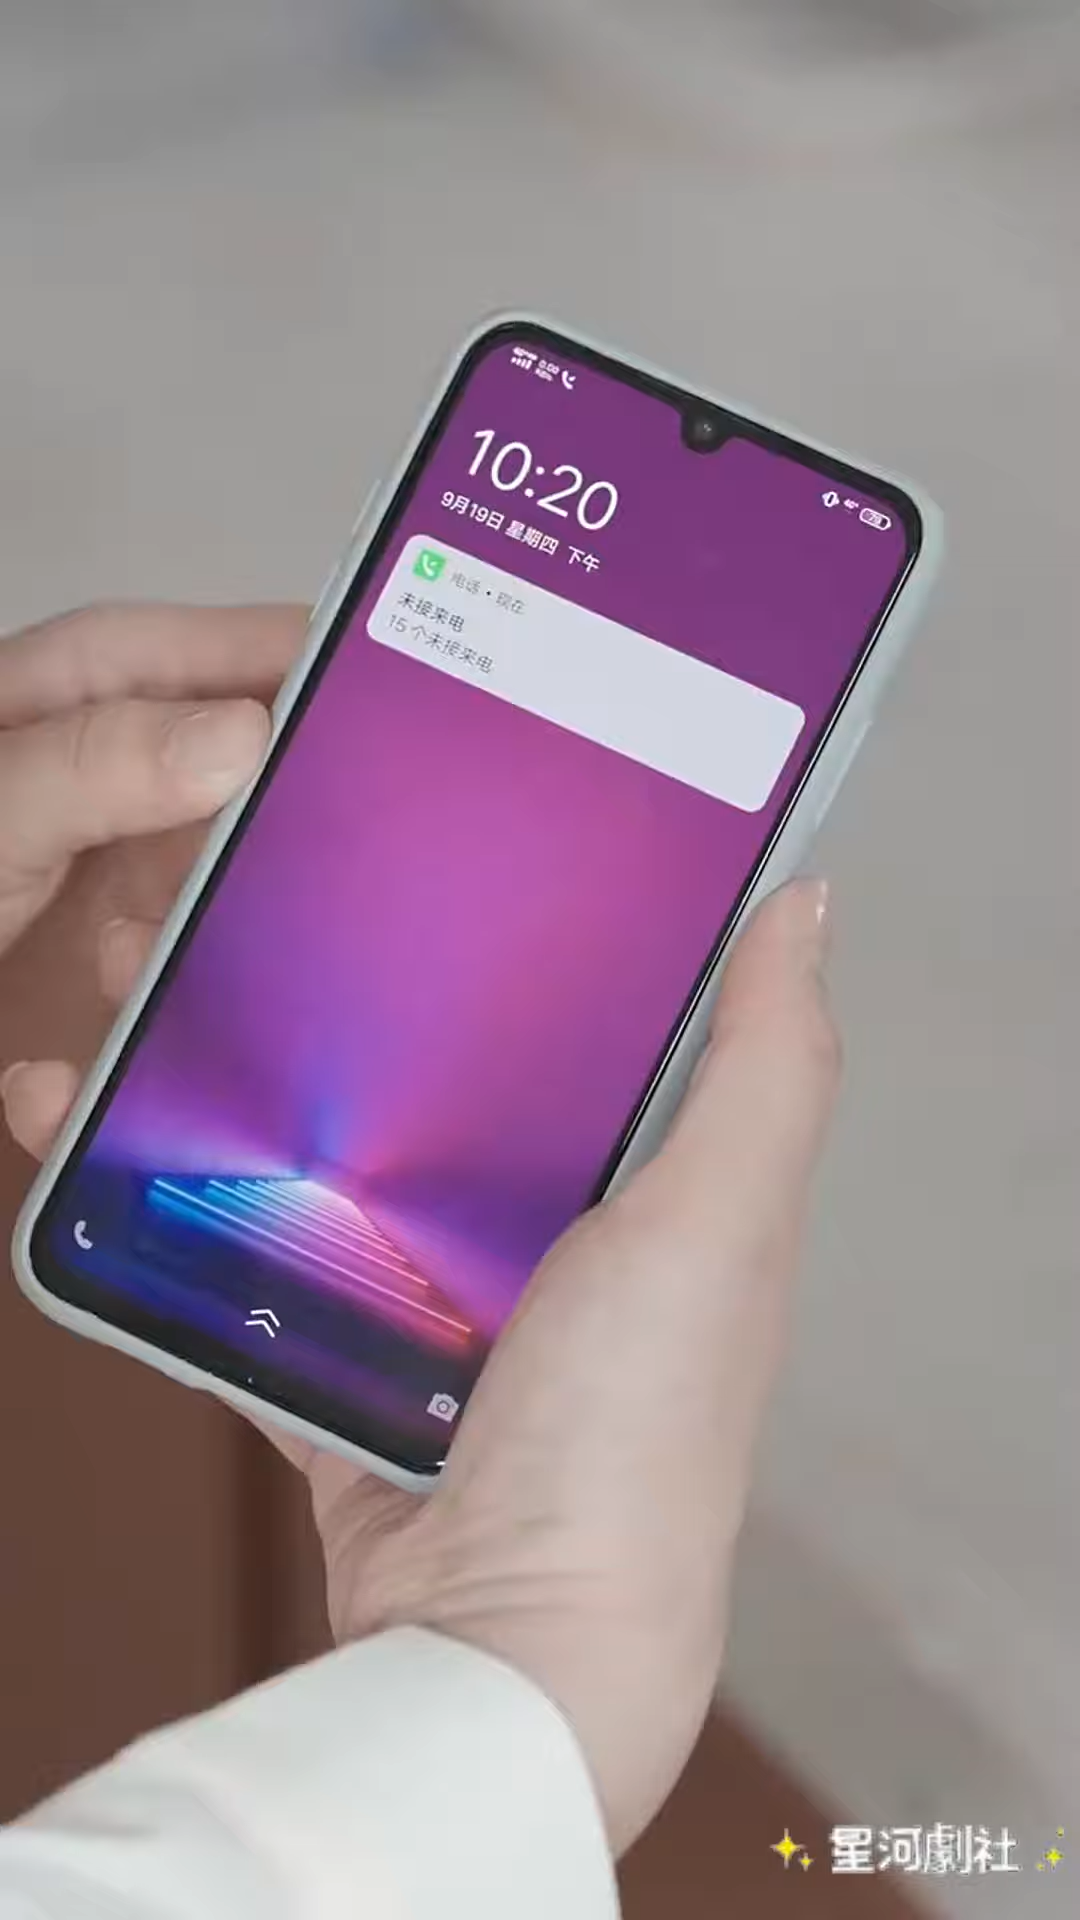 10:20
9月19日 星期四 下午
电话 • 现在
未接来电
15 个未接来电
星河劇社